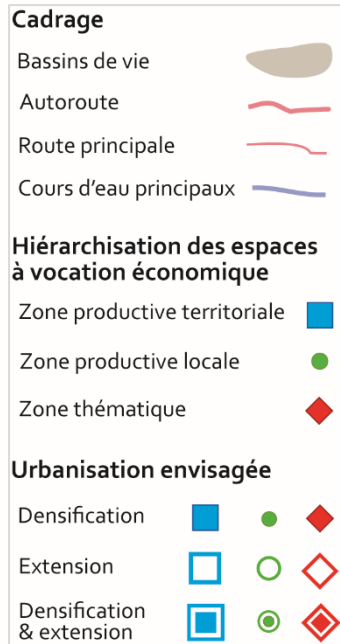 Cadrage
Bassins de vie
Autoroute
Route principale
Cours d'eau principaux
Hiérarchisation des espaces
à vocation économique
Zone productive territoriale
Zone productive locale
Zone thématique
Urbanisation envisagée
Densification
Extension
Densification
& extension